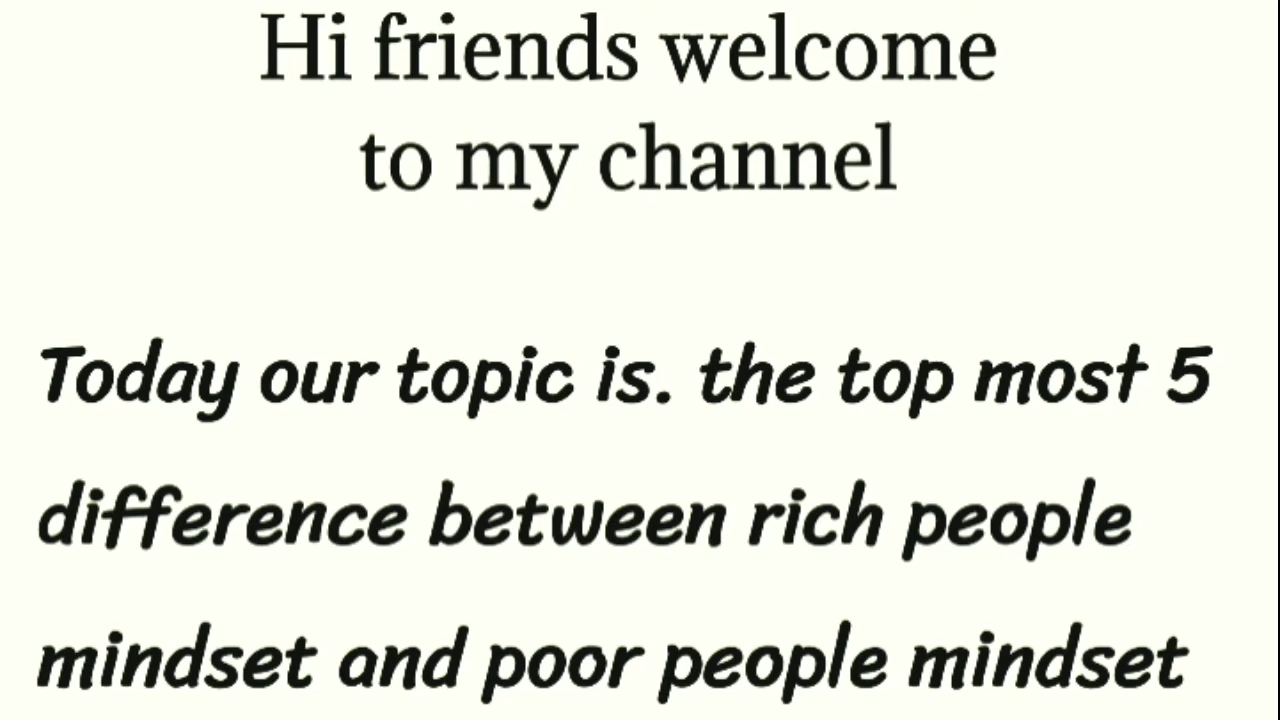 Hi friends welcome
to my channel
Today our topic is. the top most 5
difference between rich people
mindset and poor people mindset